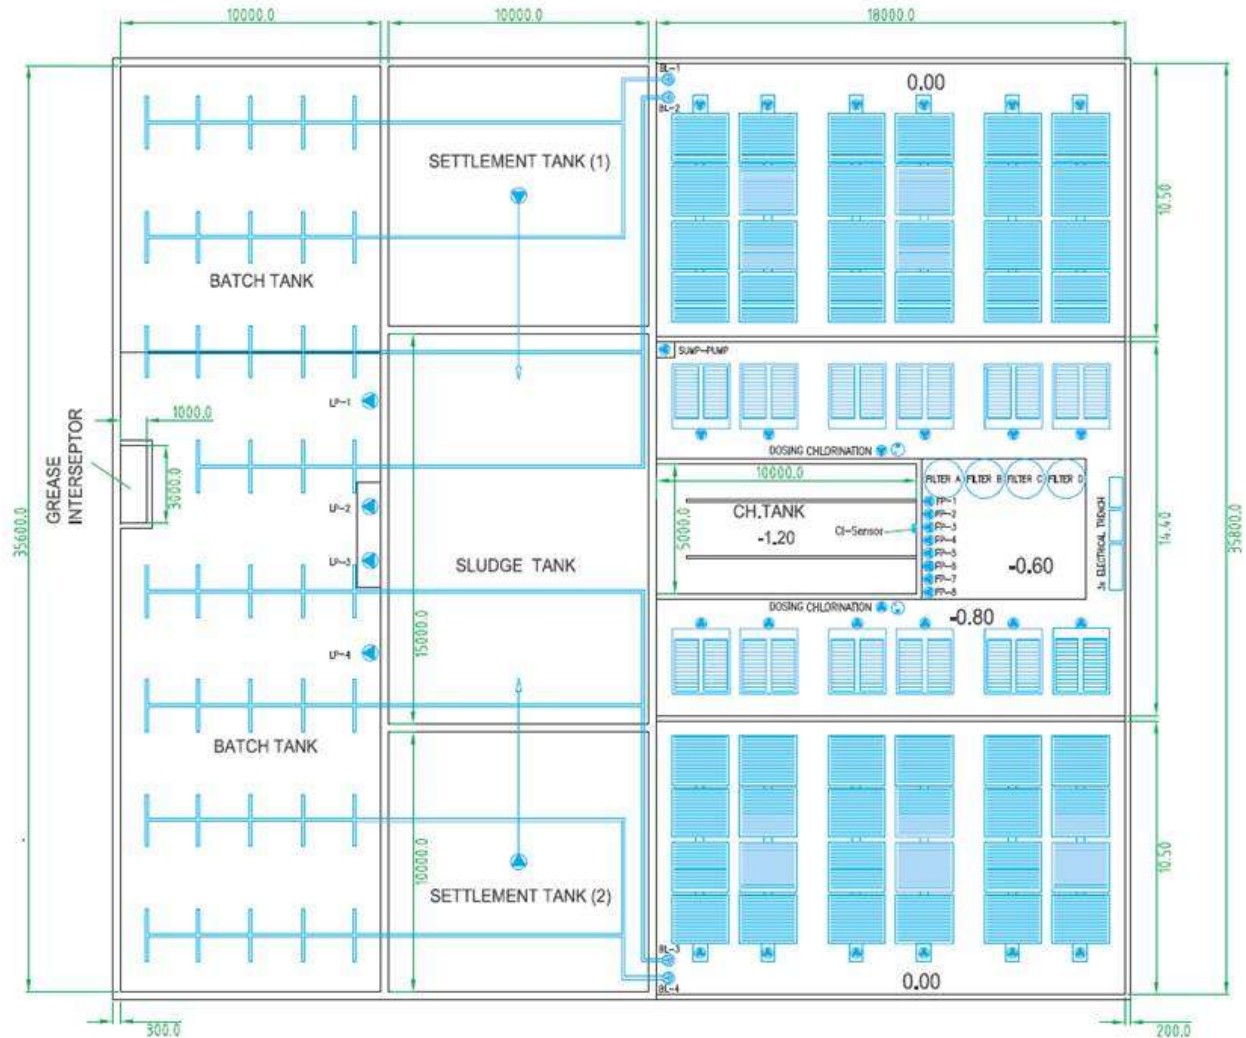 10000.0
10000.0
18000.0
BL-1
BL-2
0.00
SETTLEMENT TANK (1)
10.50
BATCH TANK
SUMP-PUMP
LP-1
1000.0
GREASE
INTERSEPTOR
3000.0
DOSING CHLORINATION
10000.0
FILTER A
FILTER B
FILTER C
FILTER D
LP-2
5000.0
CH.TANK
-1.20
Cl-Sensor
FP-1
FP-2
FP-3
FP-4
FP-5
FP-6
FP-7
FP-8
-0.60
3x ELECTRICAL TRENCH
14.40
35600.0
35800.0
LP-3
SLUDGE TANK
DOSING CHLORINATION
-0.80
15000.0
LP-4
BATCH TANK
10000.0
10.50
SETTLEMENT TANK (2)
BL-3
BL-4
0.00
300.0
200.0